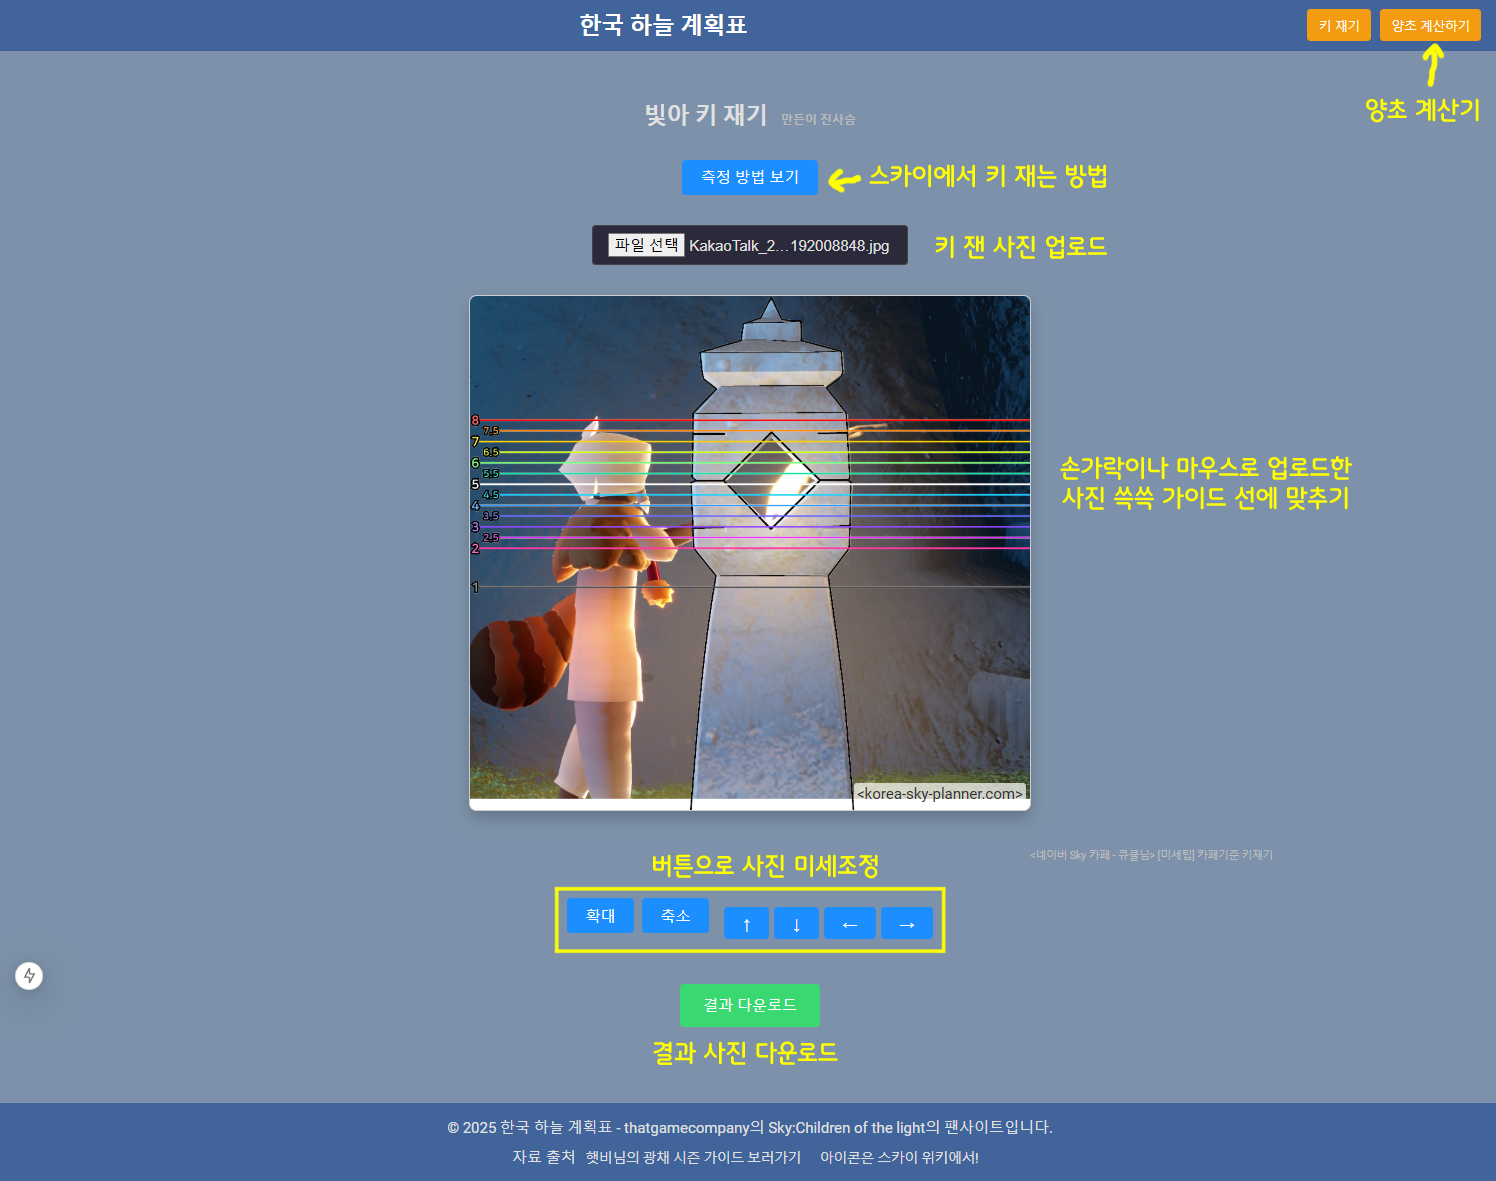 한국 하늘 계획표
키 재기
양초 계산하기
양초 계산기
빛아 키 재기 만든이 진사슴
측정 방법 보기
스카이에서 키 재는 방법
파일 선택 KakaoTalk_2...192008848.jpg
키 잰 사진 업로드
8
7.5
7
6.5
6
5.5
5
4.5
4
3.5
3
2.5
2
1
손가락이나 마우스로 업로드한
사진 쓱쓱 가이드 선에 맞추기
<korea-sky-planner.com>
<네이버 Sky 카페 - 큐클님> [미세팁] 카페기준 키재기
버튼으로 사진 미세조정
확대 축소 ↑ ↓ ← →
결과 다운로드
결과 사진 다운로드
© 2025 한국 하늘 계획표 - thatgamecompany의 Sky:Children of the light의 팬사이트입니다.
자료 출처 햇비님의 광채 시즌 가이드 보러가기 아이콘은 스카이 위키에서!